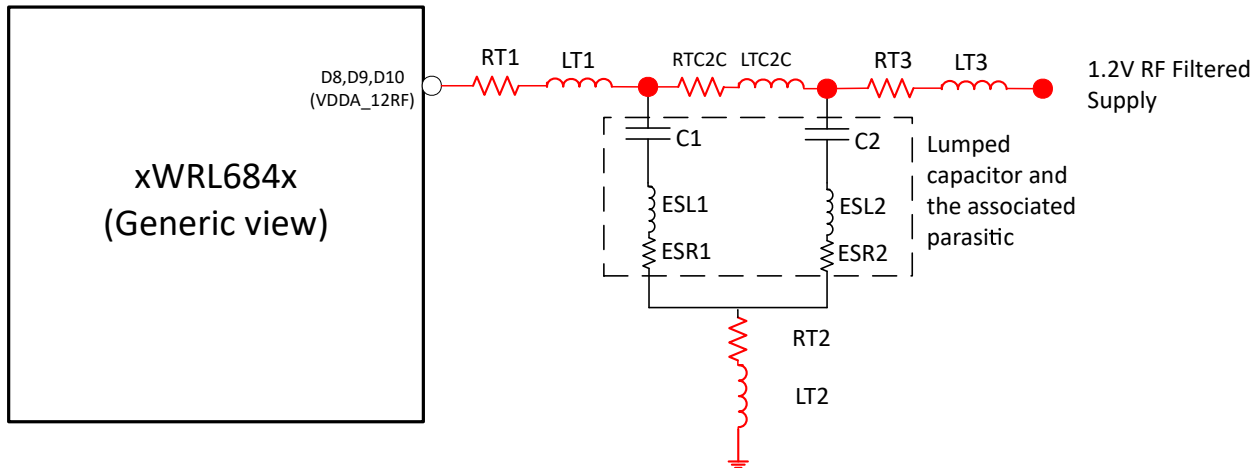 D8,D9,D10
(VDDA_12RF)
xWRL684x
(Generic view)
RT1
LT1
RTC2C
LTC2C
RT3
LT3
1.2V RF Filtered
Supply
C1
C2
ESL1
ESL2
ESR1
ESR2
Lumped
capacitor and
the associated
parasitic
RT2
LT2